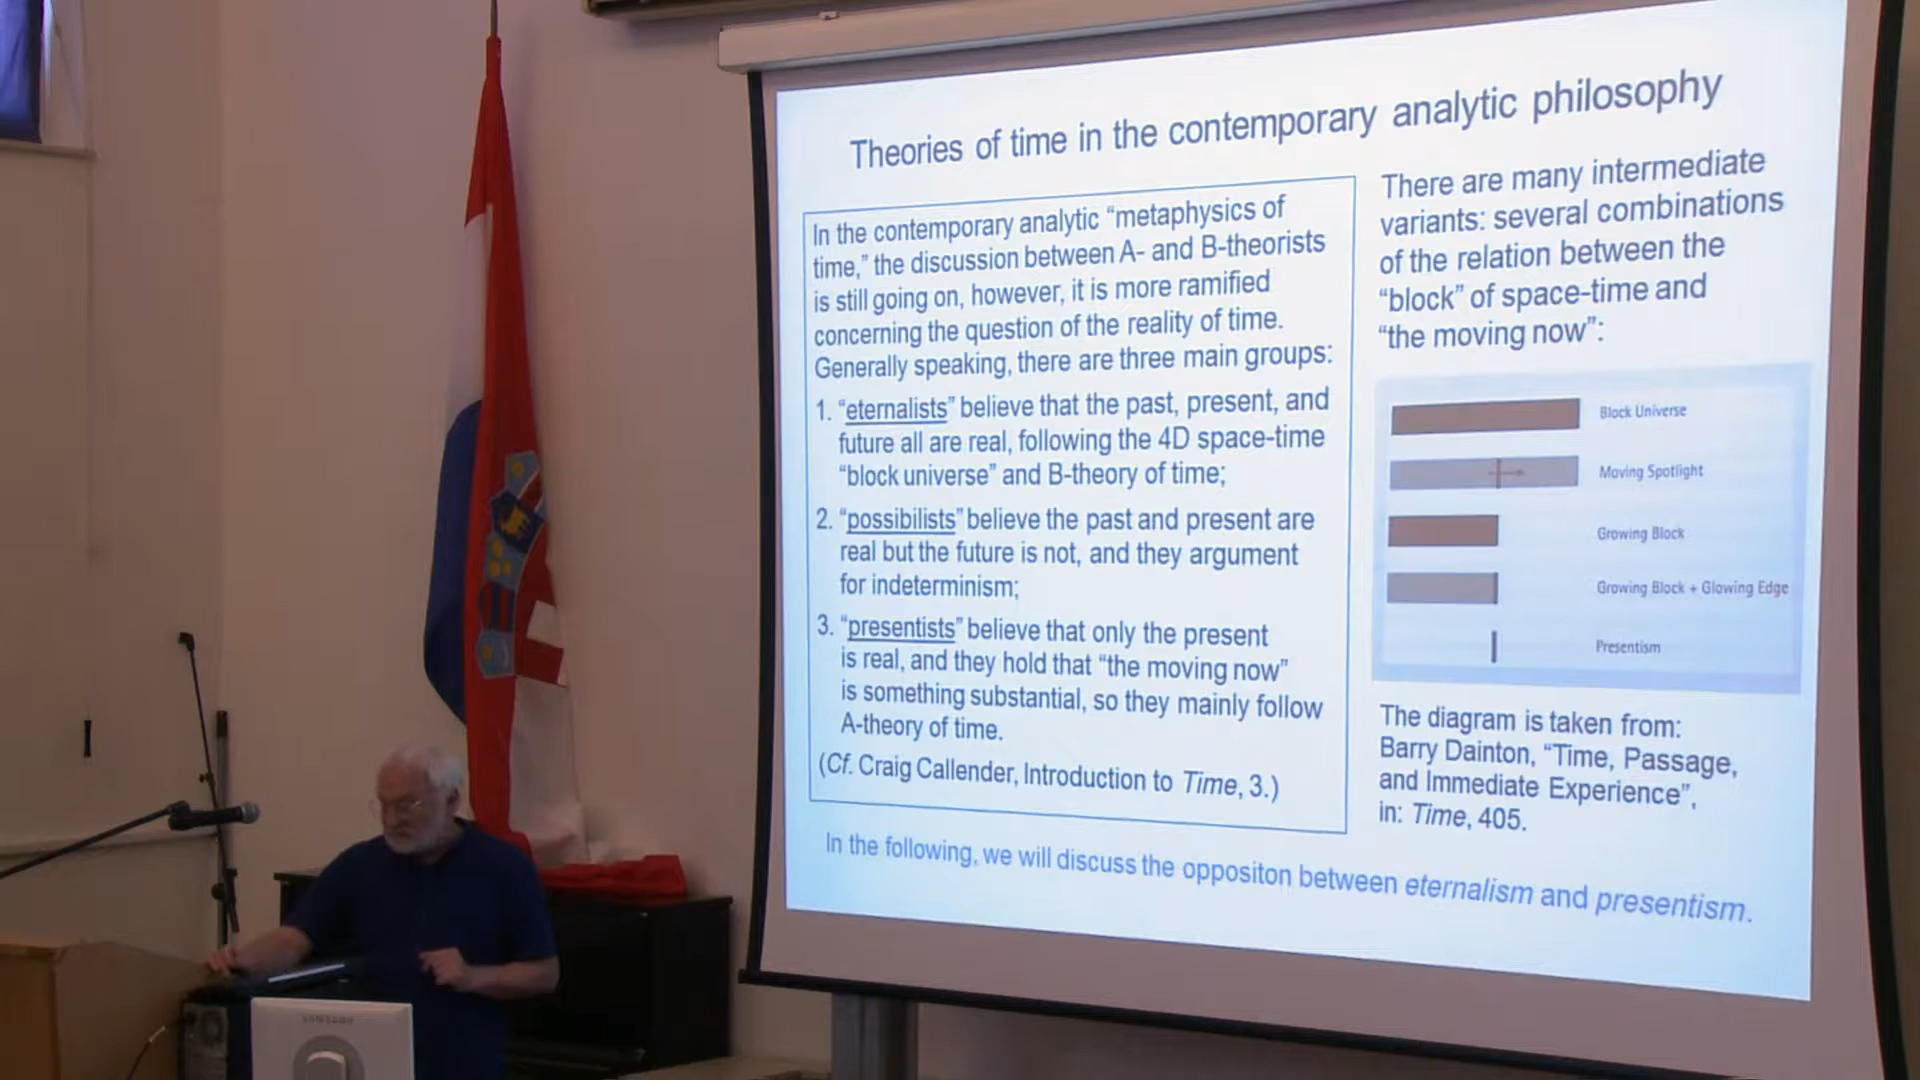 Theories of time in the contemporary analytic philosophy
In the contemporary analytic “metaphysics of
time,” the discussion between A- and B-theorists
is still going on, however, it is more ramified
concerning the question of the reality of time.
Generally speaking, there are three main groups:
1. “eternalists” believe that the past, present, and
future all are real, following the 4D space-time
“block universe” and B-theory of time;
2. “possibilists” believe the past and present are
real but the future is not, and they argument
for indeterminism;
3. “presentists” believe that only the present
is real, and they hold that “the moving now”
is something substantial, so they mainly follow
A-theory of time.
(Cf. Craig Callender, Introduction to Time, 3.)
There are many intermediate
variants: several combinations
of the relation between the
“block” of space-time and
“the moving now”:
Block Universe
Moving Spotlight
Growing Block
Growing Block + Glowing Edge
Presentism
The diagram is taken from:
Barry Dainton, “Time, Passage,
and Immediate Experience”,
in: Time, 405.
In the following, we will discuss the oppositon between eternalism and presentism.
SAMSUNG